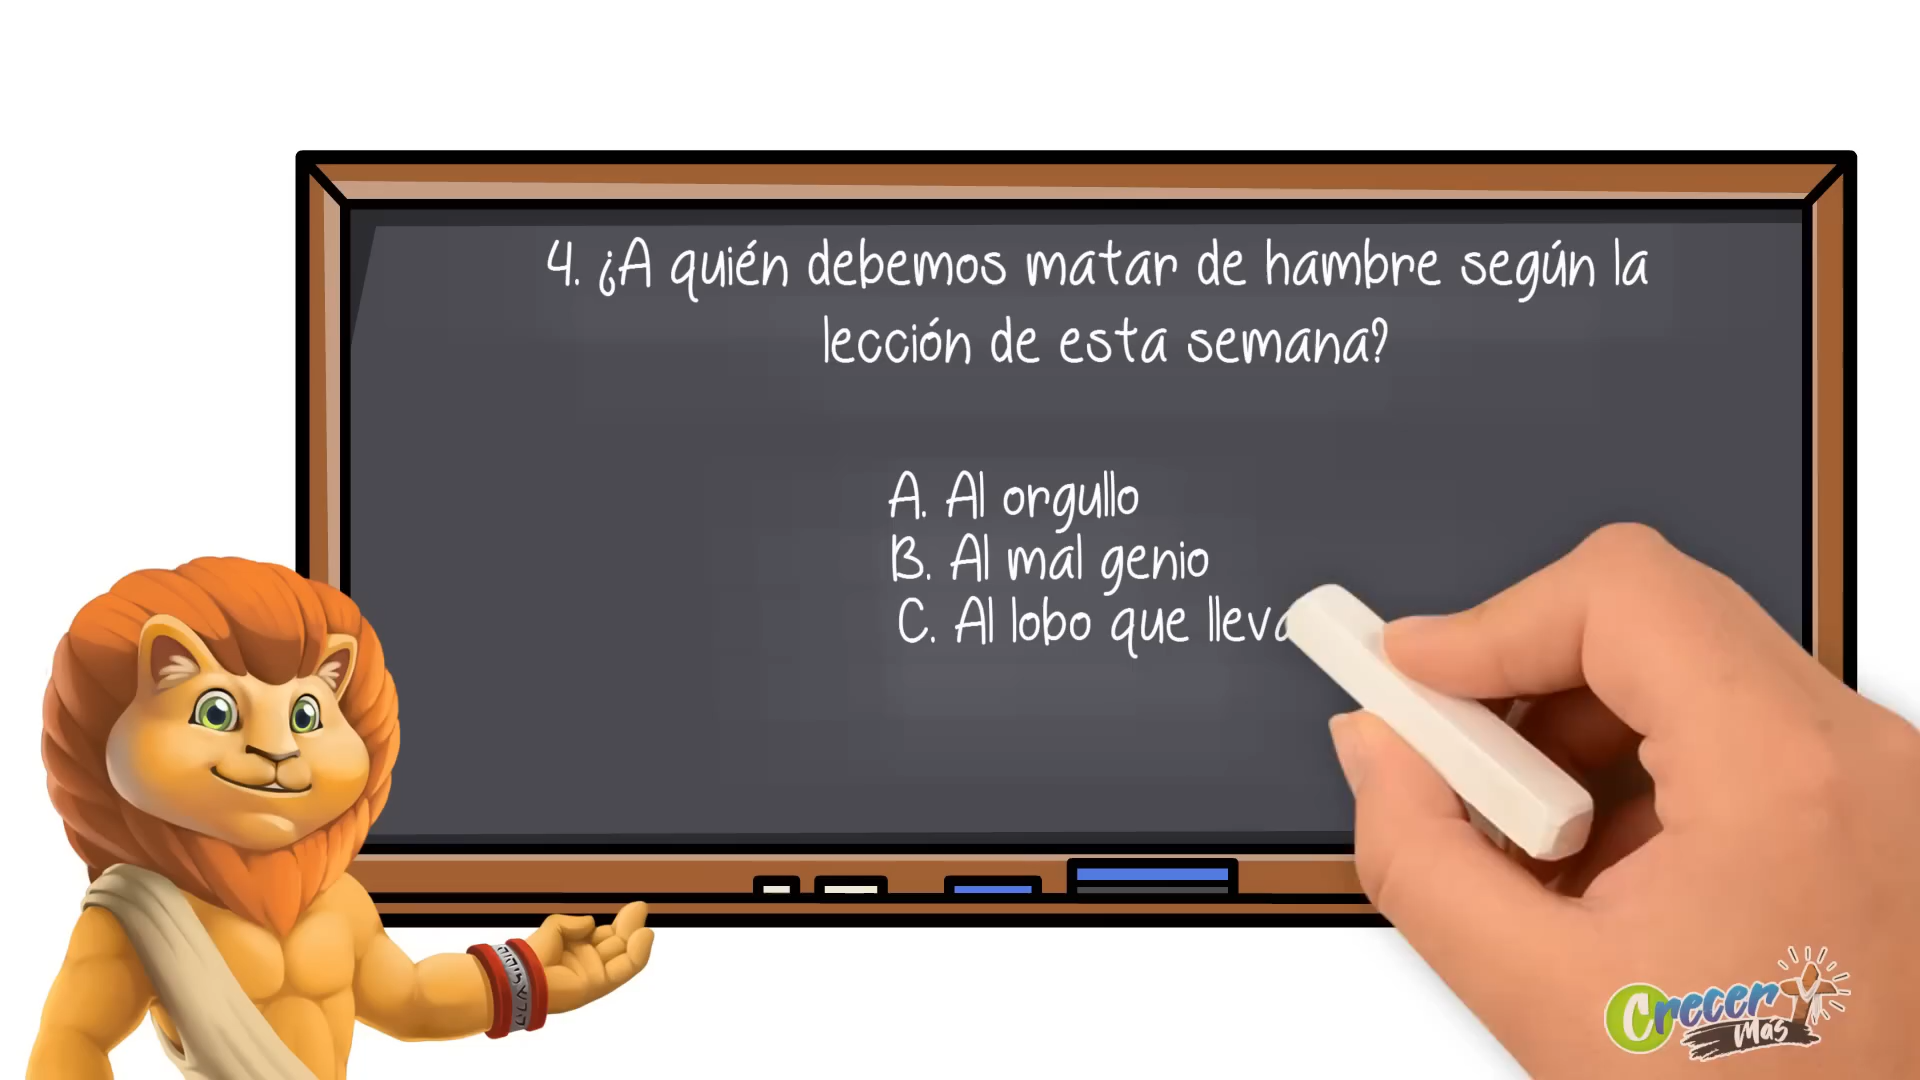 4. ¿A quién debemos matar de hambre según la
lección de esta semana?
A. Al orgullo
B. Al mal genio
C. Al lobo que lleva
Crecer
Más